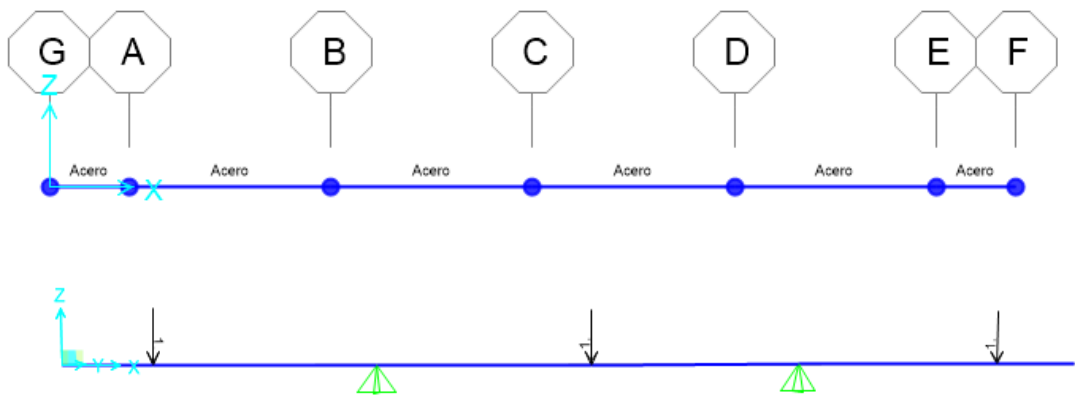 G A B C D E F
Z
Acero Acero Acero Acero Acero Acero
X
Z
1. 1. 1.
Y X